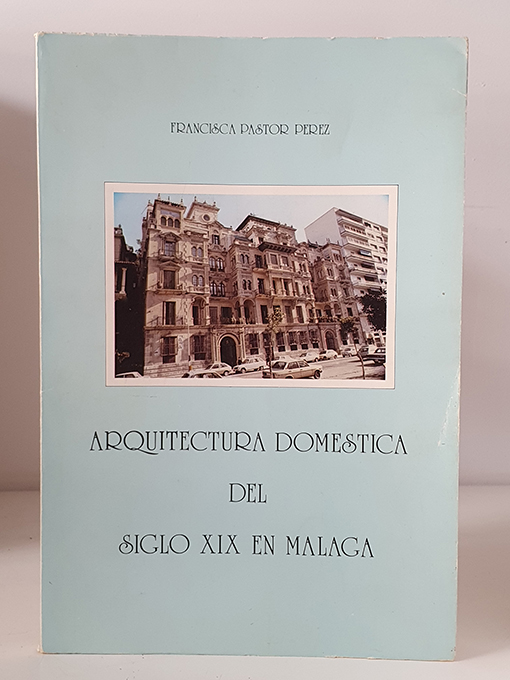 FRANCISCA PASTOR PEREZ
ARQUITECTURA DOMESTICA
DEL
SIGLO XIX EN MALAGA